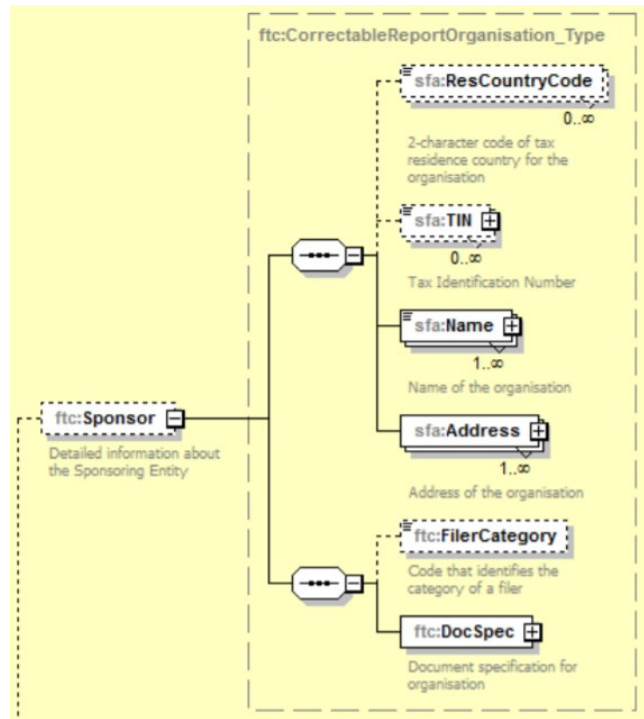 ftc:CorrectableReportOrganisation_Type
sfa:ResCountryCode
0..∞
2-character code of tax
residence country for the
organisation
sfa:TIN
0..∞
Tax Identification Number
sfa:Name
1..∞
Name of the organisation
ftc:Sponsor
Detailed information about
the Sponsoring Entity
sfa:Address
1..∞
Address of the organisation
ftc:FilerCategory
Code that identifies the
category of a filer
ftc:DocSpec
Document specification for
organisation